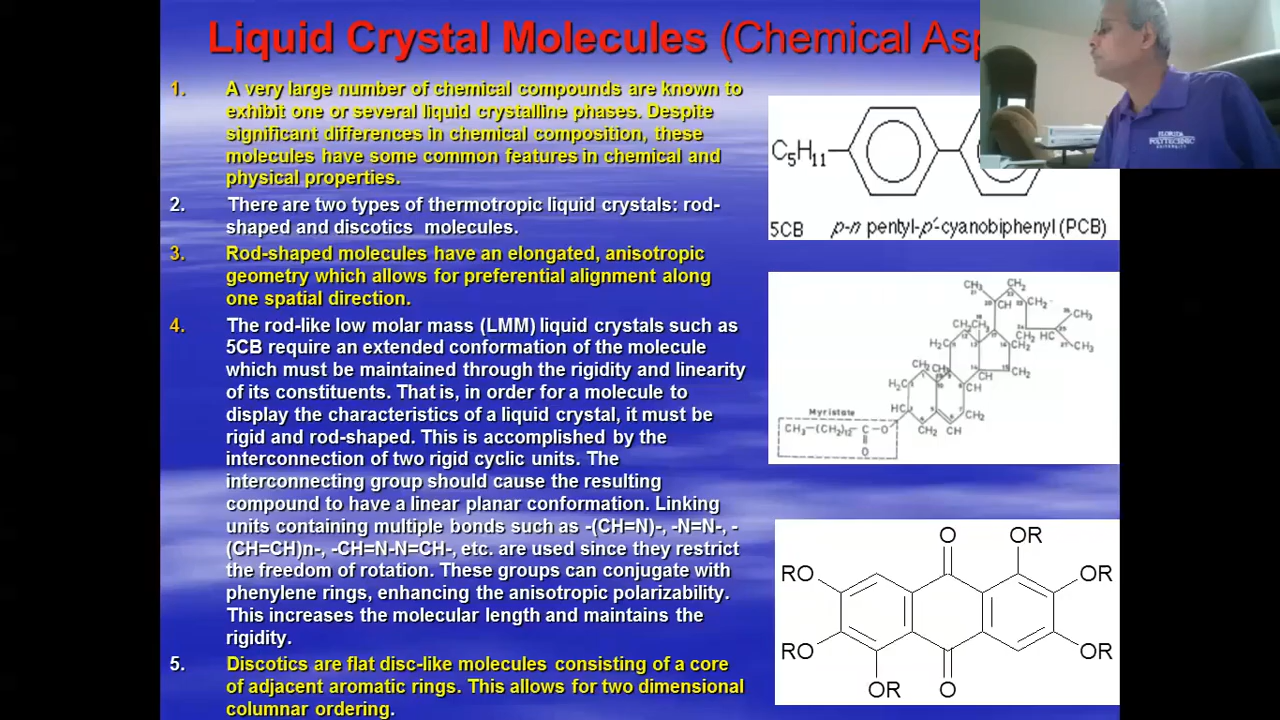 Liquid Crystal Molecules (Chemical Asp
1. A very large number of chemical compounds are known to
exhibit one or several liquid crystalline phases. Despite
significant differences in chemical composition, these
molecules have some common features in chemical and
physical properties.
2. There are two types of thermotropic liquid crystals: rod-
shaped and discotics molecules.
3. Rod-shaped molecules have an elongated, anisotropic
geometry which allows for preferential alignment along
one spatial direction.
4. The rod-like low molar mass (LMM) liquid crystals such as
5CB require an extended conformation of the molecule
which must be maintained through the rigidity and linearity
of its constituents. That is, in order for a molecule to
display the characteristics of a liquid crystal, it must be
rigid and rod-shaped. This is accomplished by the
interconnection of two rigid cyclic units. The
interconnecting group should cause the resulting
compound to have a linear planar conformation. Linking
units containing multiple bonds such as -(CH=N)-, -N=N-, -
(CH=CH)n-, -CH=N-N=CH-, etc. are used since they restrict
the freedom of rotation. These groups can conjugate with
phenylene rings, enhancing the anisotropic polarizability.
This increases the molecular length and maintains the
rigidity.
5. Discotics are flat disc-like molecules consisting of a core
of adjacent aromatic rings. This allows for two dimensional
columnar ordering.
FLORIDA
POLYTECHNIC
UNIVERSITY
C5H11
5CB p-n pentyl-p'-cyanobiphenyl (PCB)
Myristate
CH3-(CH2)12-C-O
O
O OR
RO OR
RO OR
OR O